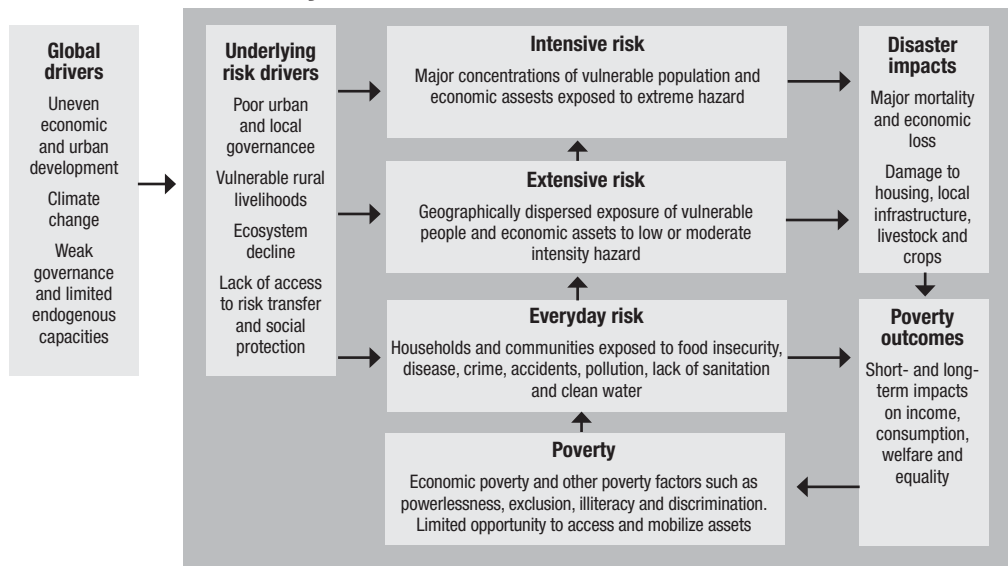 Global
drivers
Uneven
economic
and urban
development
Climate
change
Weak
governance
and limited
endogenous
capacities
Underlying
risk drivers
Poor urban
and local
governancee
Vulnerable rural
livelihoods
Ecosystem
decline
Lack of access
to risk transfer
and social
protection
Intensive risk
Major concentrations of vulnerable population and
economic assests exposed to extreme hazard
Extensive risk
Geographically dispersed exposure of vulnerable
people and economic assets to low or moderate
intensity hazard
Everyday risk
Households and communities exposed to food insecurity,
disease, crime, accidents, pollution, lack of sanitation
and clean water
Poverty
Economic poverty and other poverty factors such as
powerlessness, exclusion, illiteracy and discrimination.
Limited opportunity to access and mobilize assets
Disaster
impacts
Major mortality
and economic
loss
Damage to
housing, local
infrastructure,
livestock and
crops
Poverty
outcomes
Short- and long-
term impacts
on income,
consumption,
welfare and
equality